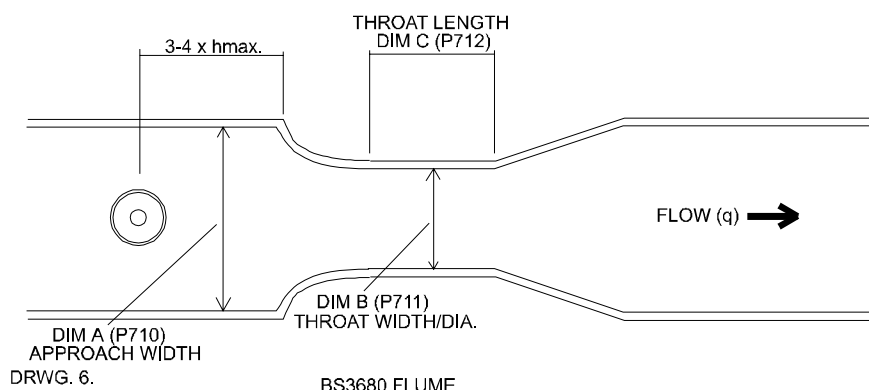 THROAT LENGTH
DIM C (P712)
3-4 x hmax.
FLOW (q)
DIM B (P711)
THROAT WIDTH/DIA.
DIM A (P710)
APPROACH WIDTH
DRWG. 6.
BS3680 FLUME